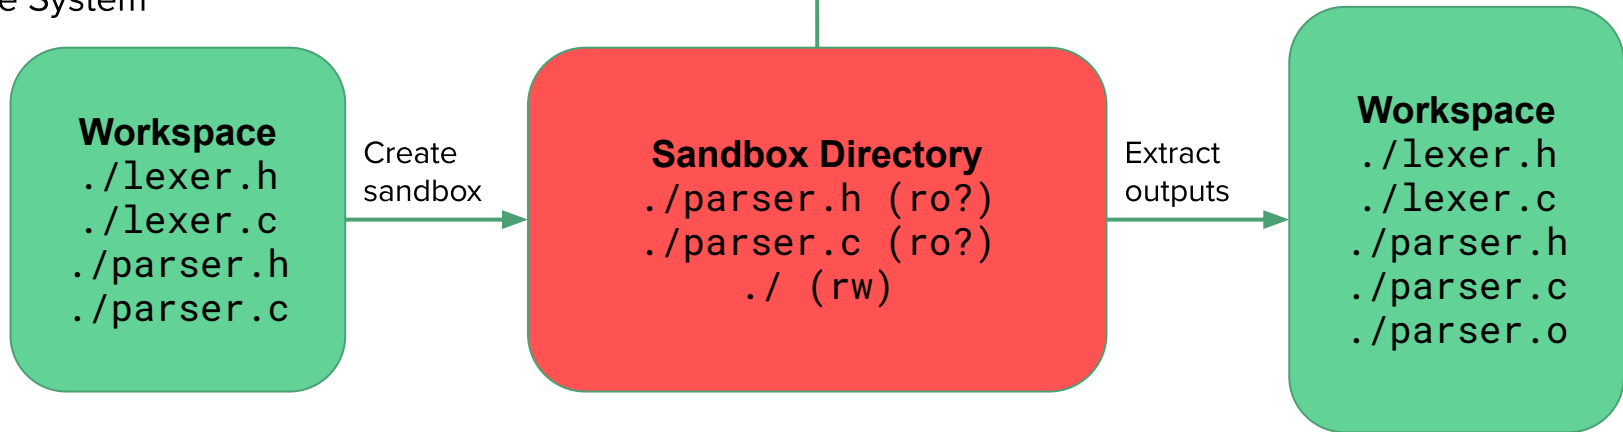 e System
Workspace
./lexer.h
./lexer.c
./parser.h
./parser.c
Create
sandbox
Sandbox Directory
./parser.h (ro?)
./parser.c (ro?)
./ (rw)
Extract
outputs
Workspace
./lexer.h
./lexer.c
./parser.h
./parser.c
./parser.o